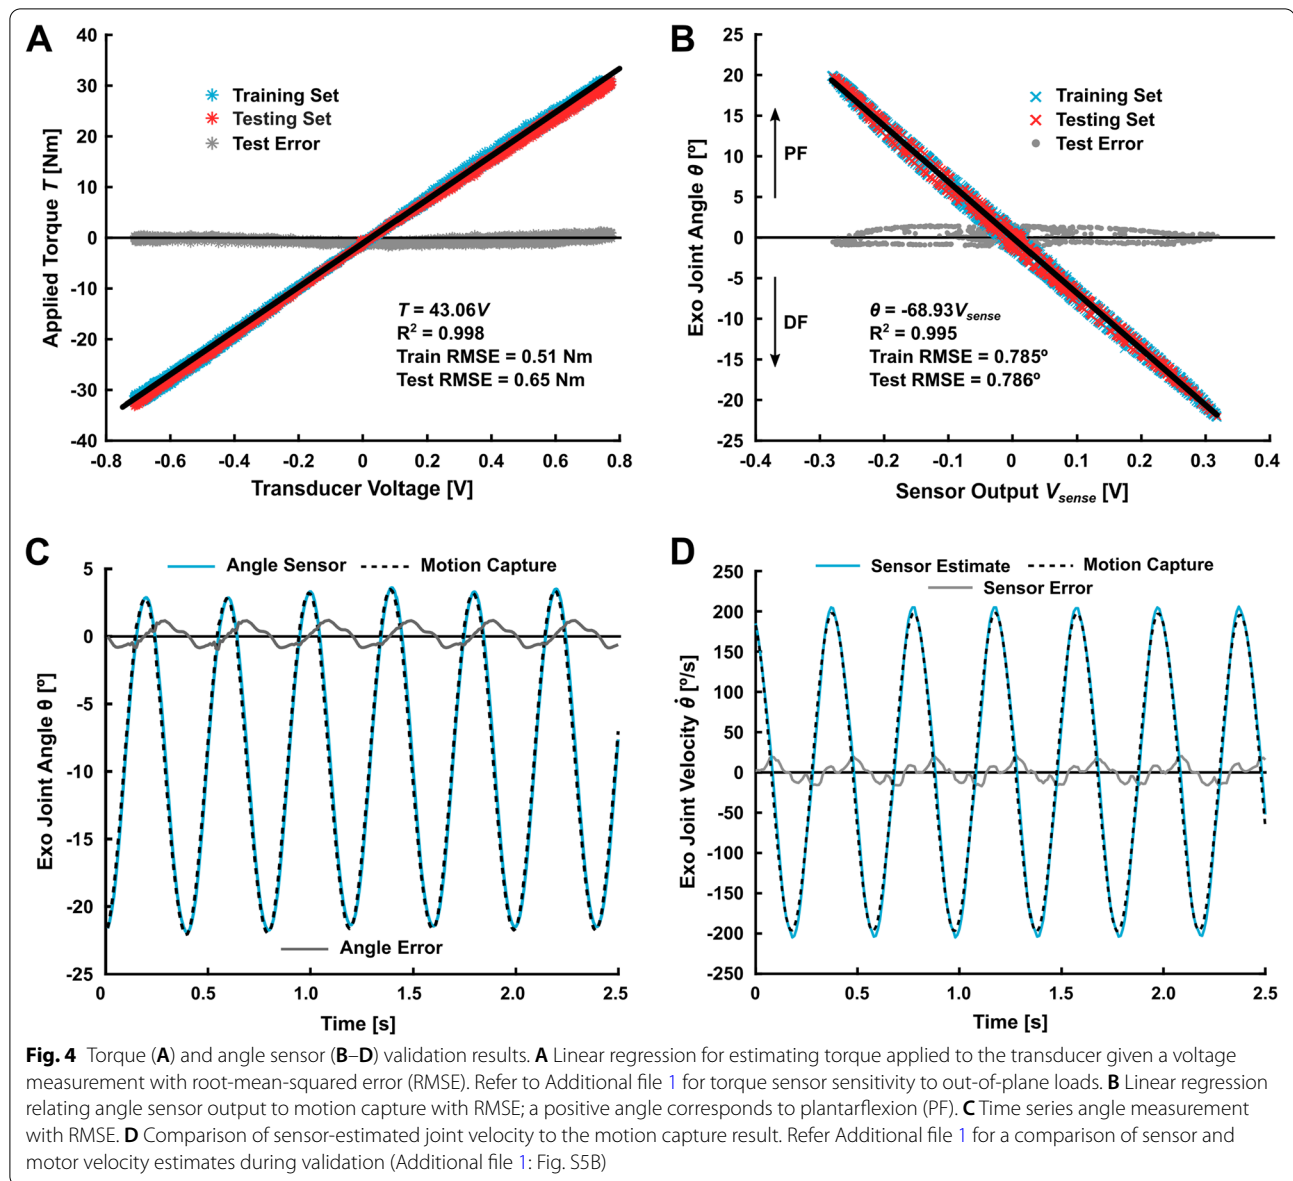 A
Training Set
Testing Set
Test Error
Applied Torque T [Nm]
40
30
20
10
0
-10
-20
-30
-40
T = 43.06V
R² = 0.998
Train RMSE = 0.51 Nm
Test RMSE = 0.65 Nm
-0.8 -0.6 -0.4 -0.2 0 0.2 0.4 0.6 0.8
Transducer Voltage [V]
B
Training Set
Testing Set
Test Error
Exo Joint Angle θ [º]
25
20
15
10
5
0
-5
-10
-15
-20
-25
PF
DF
θ = -68.93Vsense
R² = 0.995
Train RMSE = 0.785º
Test RMSE = 0.786º
-0.4 -0.3 -0.2 -0.1 0 0.1 0.2 0.3 0.4
Sensor Output Vsense [V]
C
Angle Sensor Motion Capture
Exo Joint Angle θ [º]
5
0
-5
-10
-15
-20
-25
Angle Error
0 0.5 1.0 1.5 2.0 2.5
Time [s]
D
Sensor Estimate Motion Capture
Sensor Error
Exo Joint Velocity θ̇ [º/s]
250
200
150
100
50
0
-50
-100
-150
-200
-250
0 0.5 1.0 1.5 2.0 2.5
Time [s]
Fig. 4 Torque (A) and angle sensor (B–D) validation results. A Linear regression for estimating torque applied to the transducer given a voltage
measurement with root-mean-squared error (RMSE). Refer to Additional file 1 for torque sensor sensitivity to out-of-plane loads. B Linear regression
relating angle sensor output to motion capture with RMSE; a positive angle corresponds to plantarflexion (PF). C Time series angle measurement
with RMSE. D Comparison of sensor-estimated joint velocity to the motion capture result. Refer Additional file 1 for a comparison of sensor and
motor velocity estimates during validation (Additional file 1: Fig. S5B)